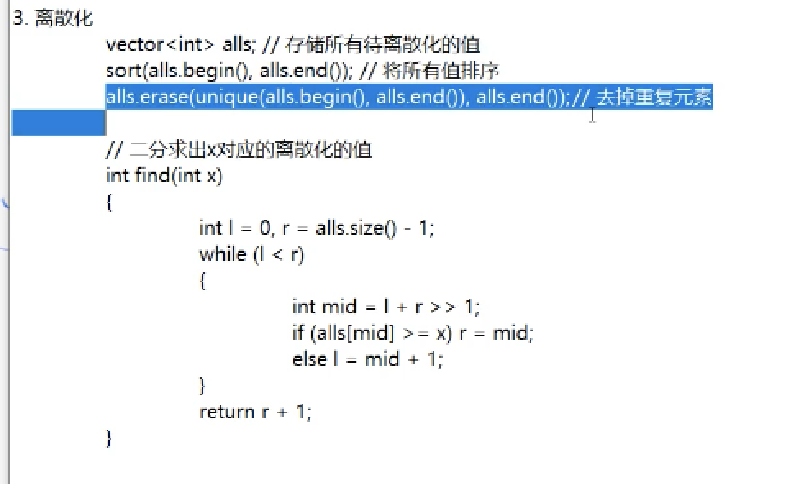 3. 离散化
vector<int> alls; // 存储所有待离散化的值
sort(alls.begin(), alls.end()); // 将所有值排序
alls.erase(unique(alls.begin(), alls.end()), alls.end());// 去掉重复元素
// 二分求出x对应的离散化的值
int find(int x)
{
int l = 0, r = alls.size() - 1;
while (l < r)
{
int mid = l + r >> 1;
if (alls[mid] >= x) r = mid;
else l = mid + 1;
}
return r + 1;
}